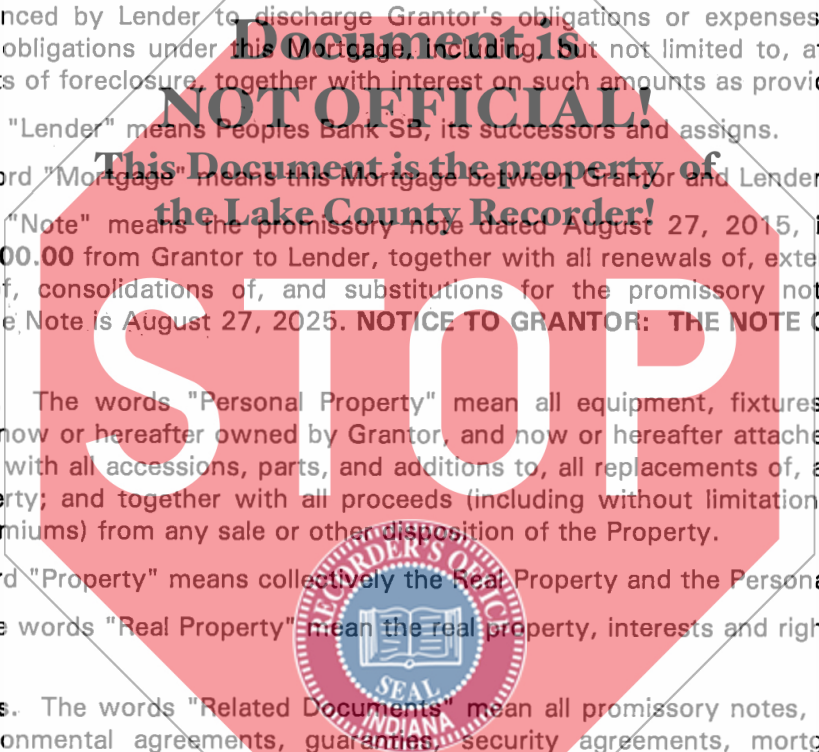 nced by Lender to discharge Grantor's obligations or expenses
Document is
obligations under this Mortgage, including, but not limited to, a
s of foreclosure, together with interest on such amounts as provi
NOT OFFICIAL!
"Lender" means Peoples Bank SB, its successors and assigns.
This Document is the property of
rd "Mortgage" means this Mortgage between Grantor and Lender
the Lake County Recorder!
"Note" means the promissory note dated August 27, 2015, i
00.00 from Grantor to Lender, together with all renewals of, exte
f, consolidations of, and substitutions for the promissory not
e Note is August 27, 2025. NOTICE TO GRANTOR: THE NOTE
STOP
The words "Personal Property" mean all equipment, fixtures
now or hereafter owned by Grantor, and now or hereafter attache
with all accessions, parts, and additions to, all replacements of, a
erty; and together with all proceeds (including without limitation
miums) from any sale or other disposition of the Property.
RECORDER'S OFFICE
d "Property" means collectively the Real Property and the Persona
e words "Real Property" mean the real property, interests and righ
SEAL
s. The words "Related Documents" mean all promissory notes,
INDIANA
onmental agreements, guaranties, security agreements, mortg